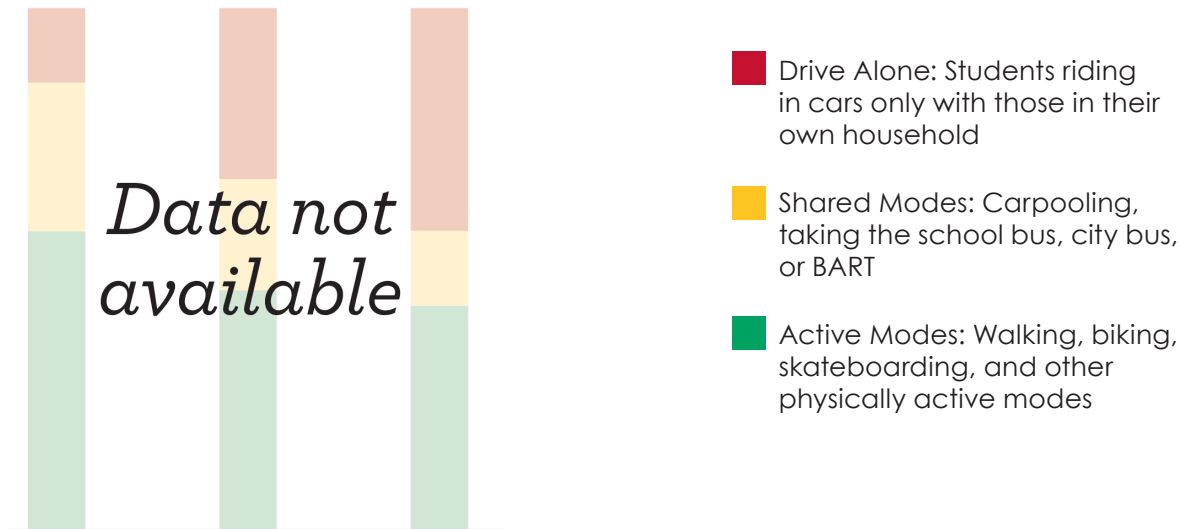 Data not
available
Drive Alone: Students riding
in cars only with those in their
own household
Shared Modes: Carpooling,
taking the school bus, city bus,
or BART
Active Modes: Walking, biking,
skateboarding, and other
physically active modes